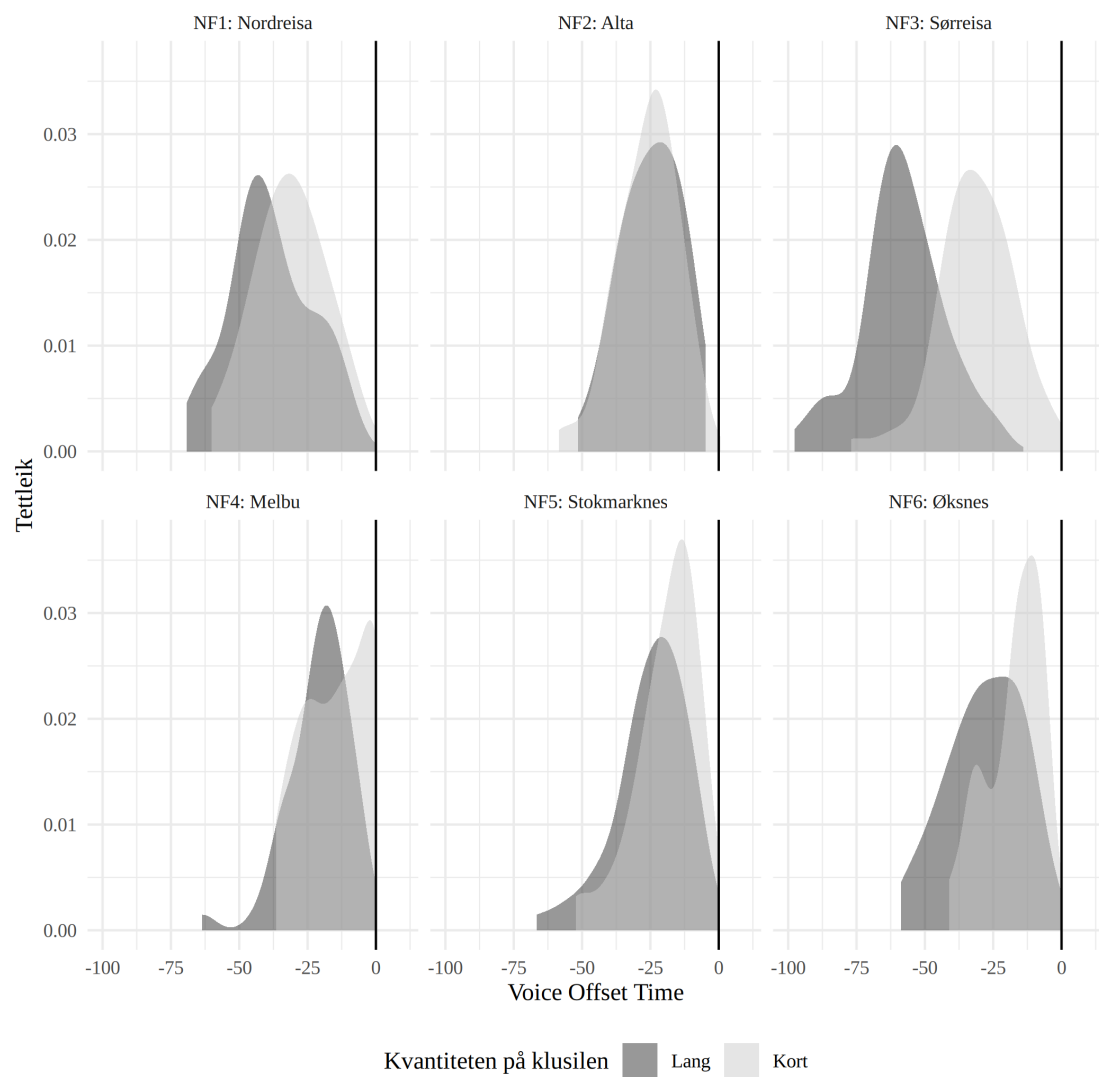 NF1: Nordreisa NF2: Alta NF3: Sørreisa
0.03
0.02
0.01
0.00
NF4: Melbu NF5: Stokmarknes NF6: Øksnes
0.03
0.02
0.01
0.00
-100 -75 -50 -25 0 -100 -75 -50 -25 0 -100 -75 -50 -25 0
Tettleik
Voice Offset Time
Kvantiteten på klusilen Lang Kort